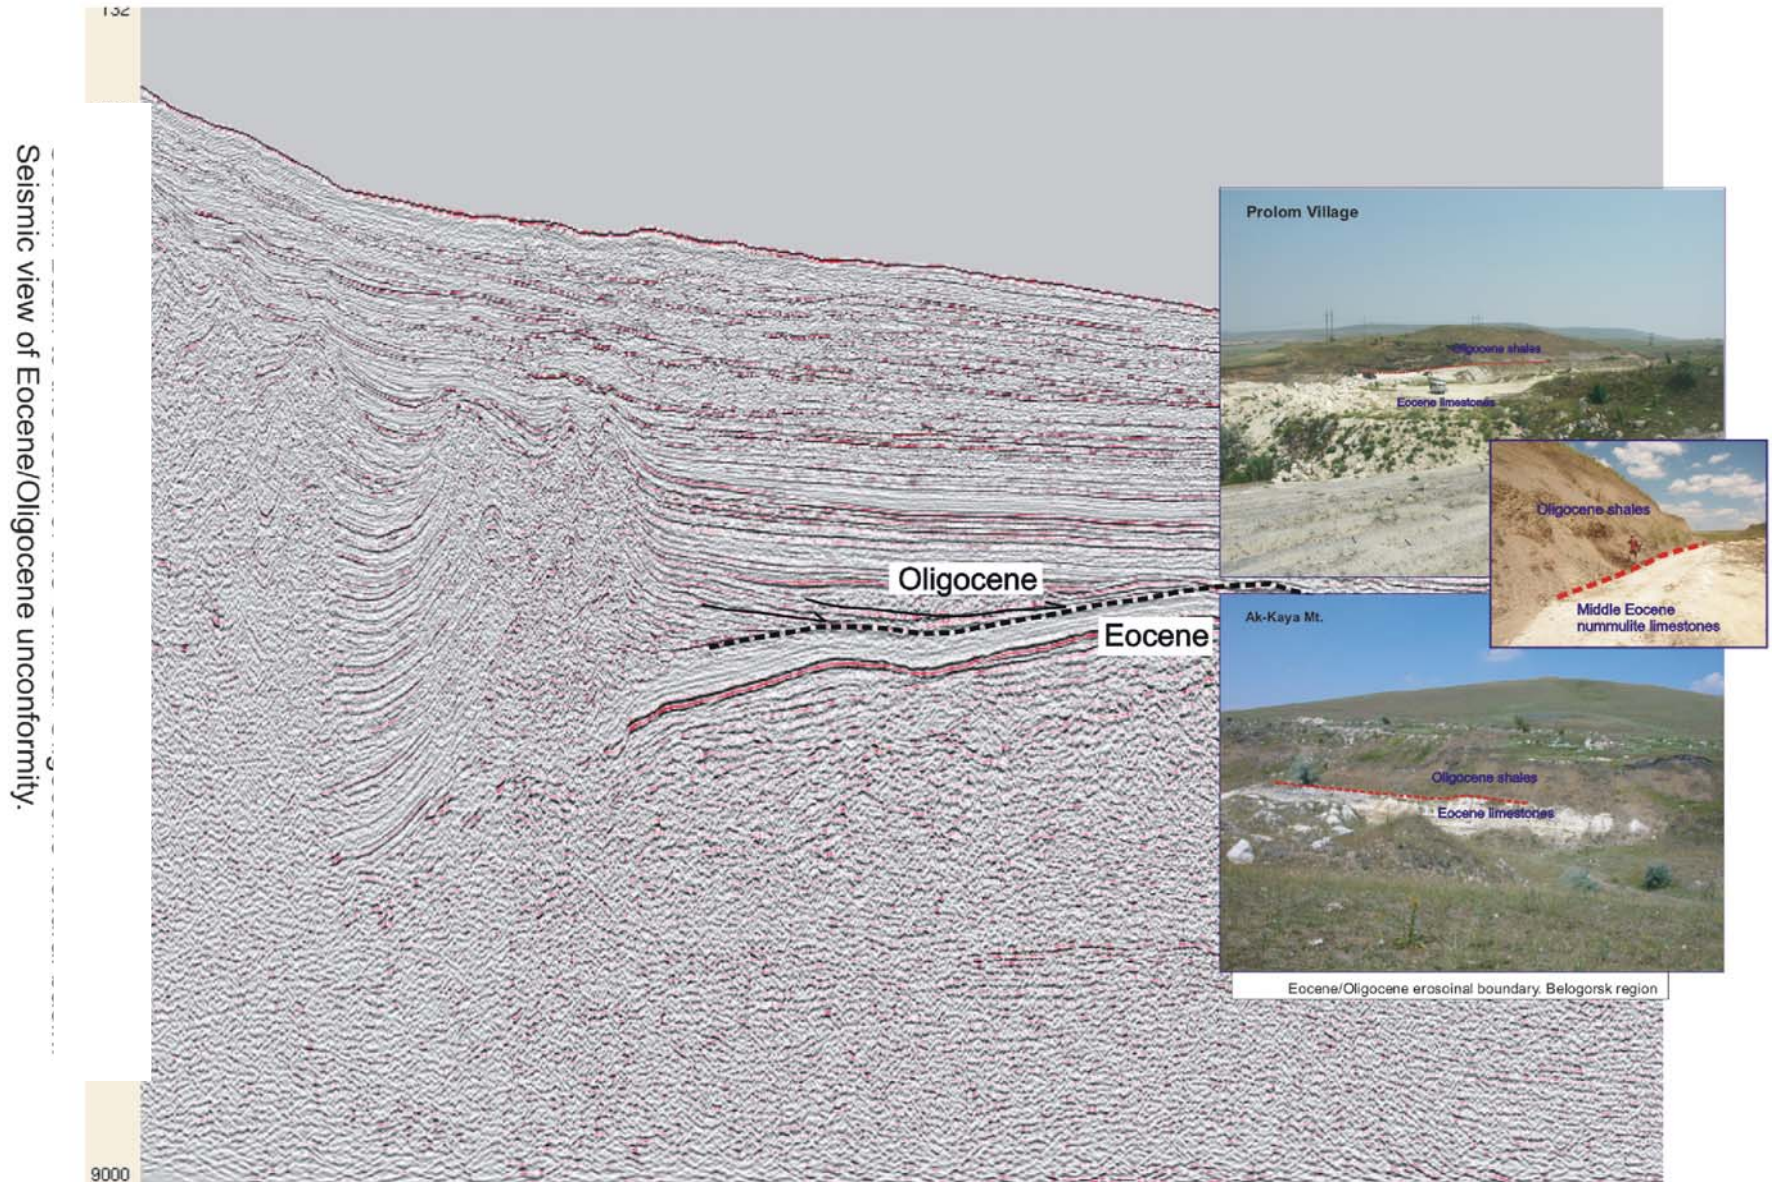 Seismic view of Eocene/Oligocene unconformity.
132
9000
Oligocene
Eocene
Prolom Village
Oligocene shales
Eocene limestones
Oligocene shales
Middle Eocene
nummulite limestones
Ak-Kaya Mt.
Oligocene shales
Eocene limestones
Eocene/Oligocene erosoinal boundary. Belogorsk region